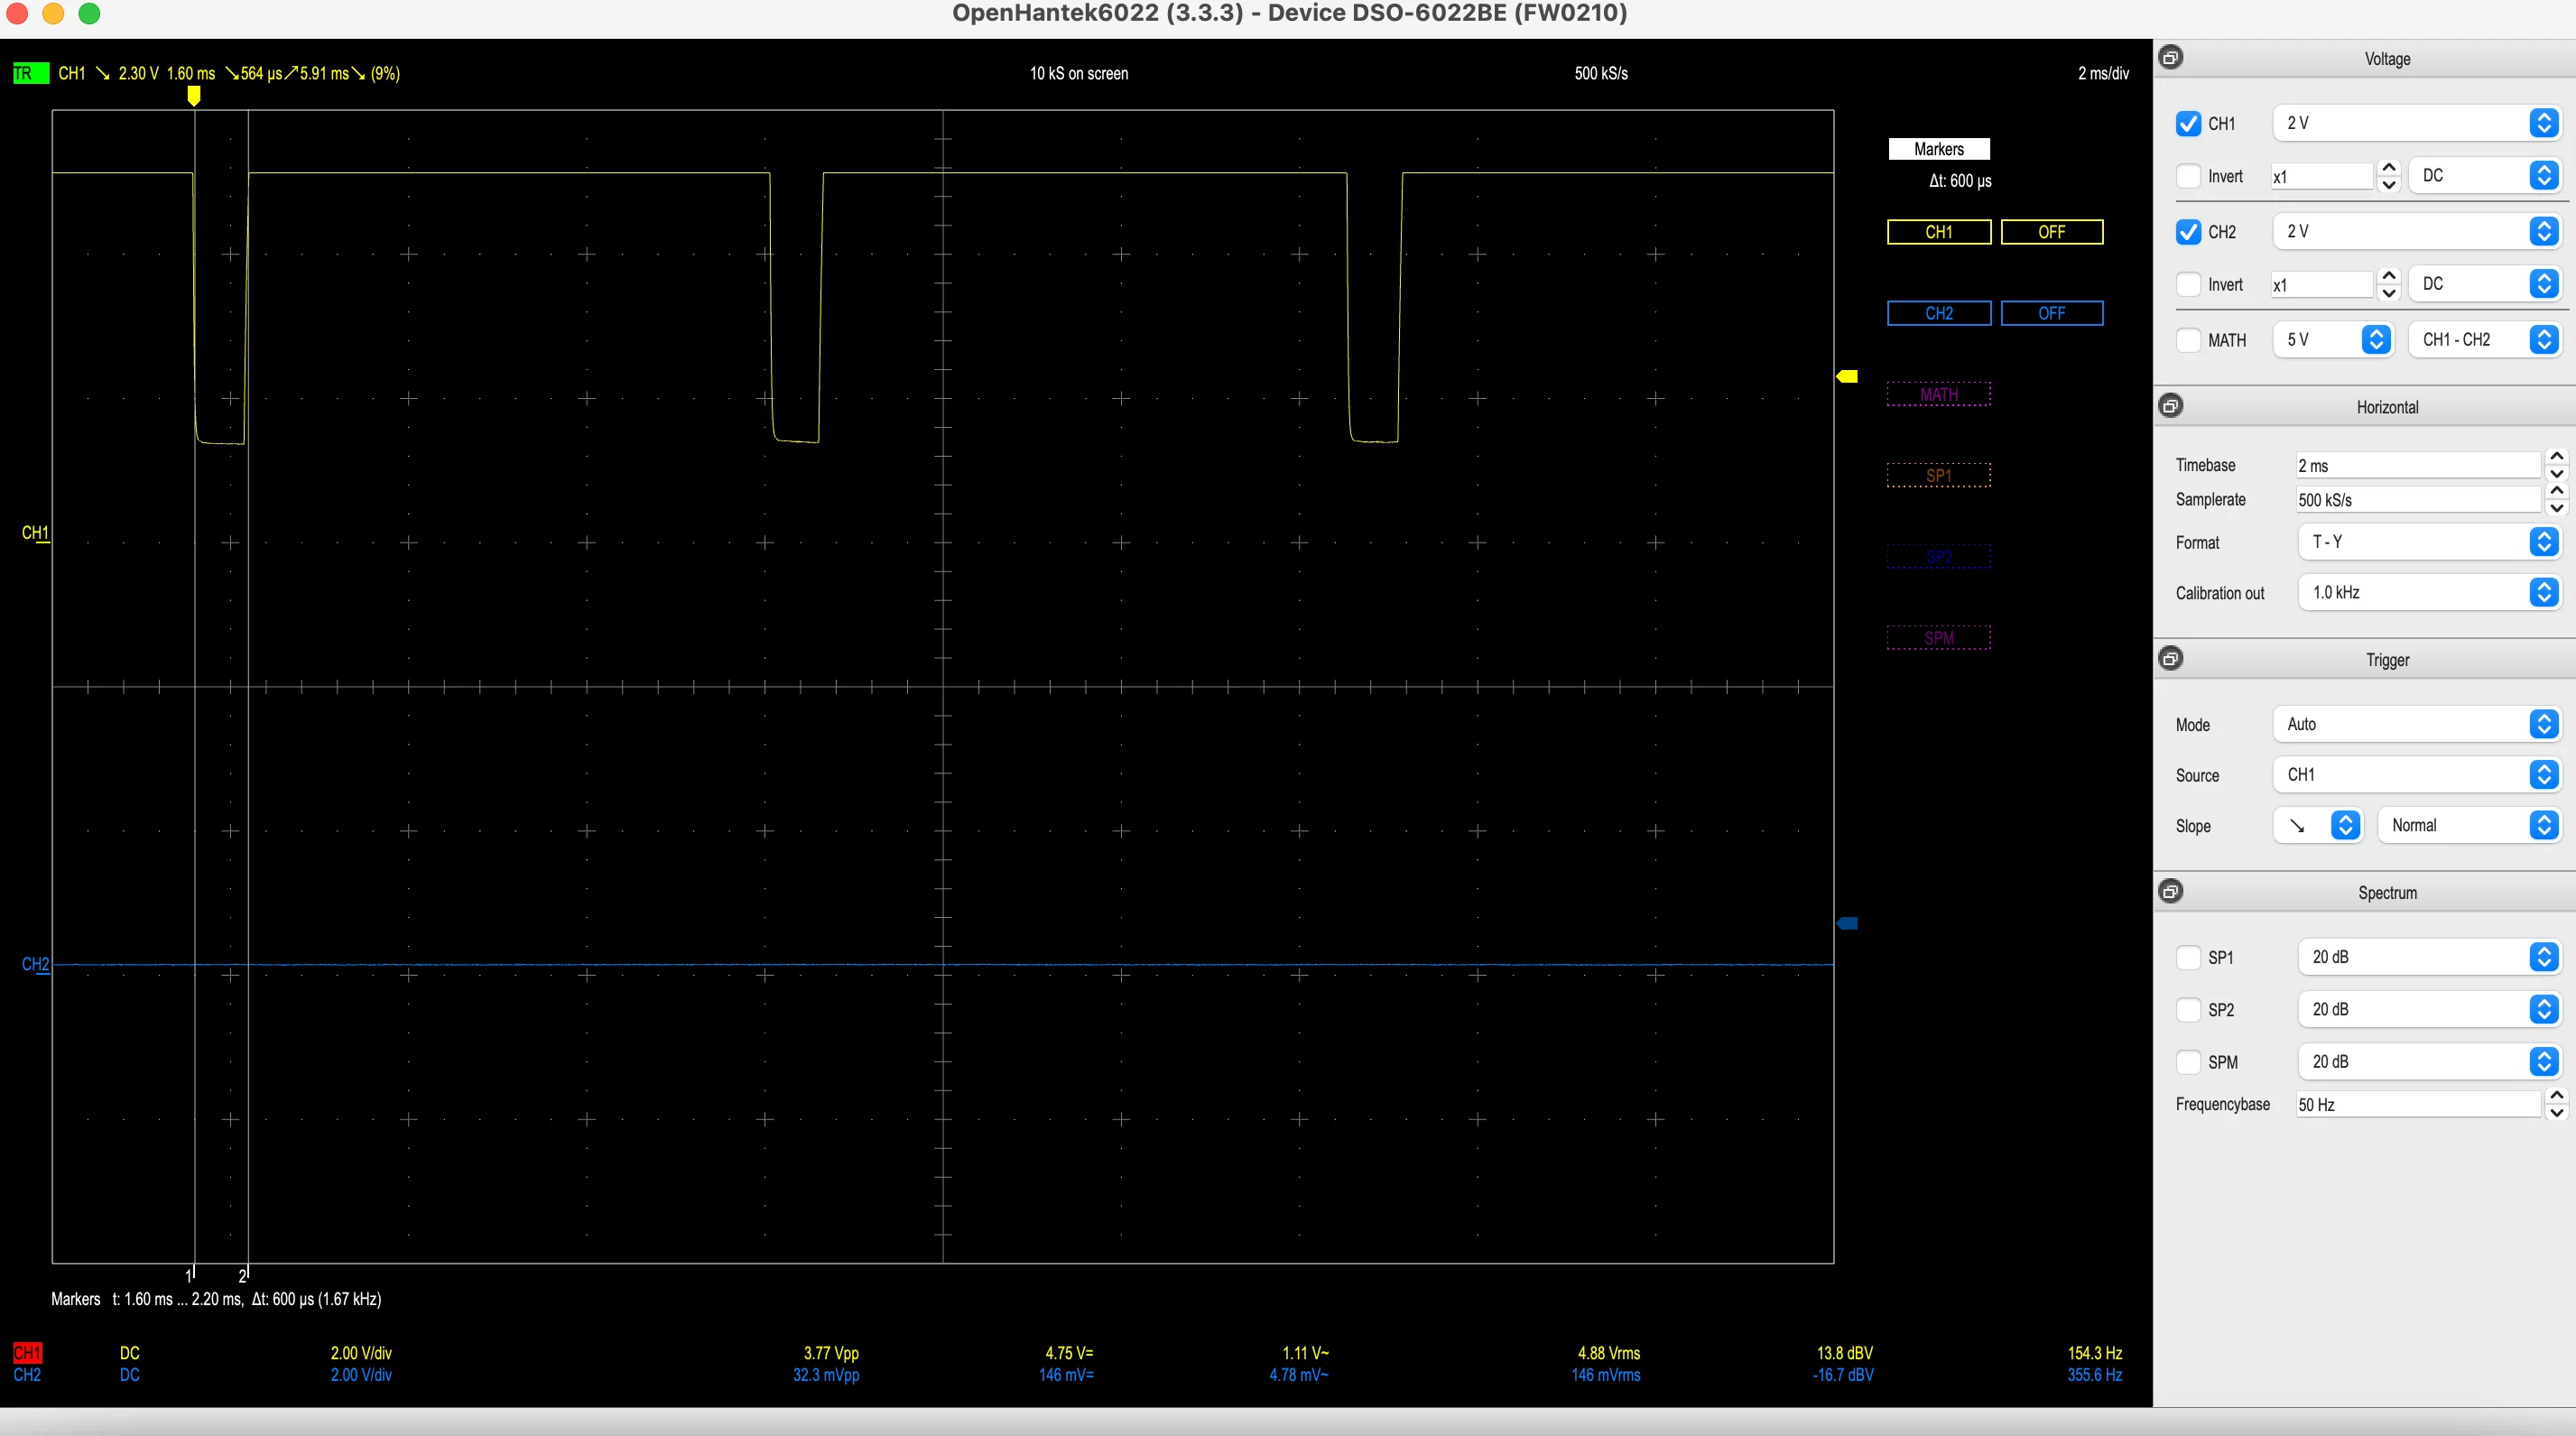 OpenHantek6022 (3.3.3) - Device DSO-6022BE (FW0210)
TR CH1 ↘ 2.30 V 1.60 ms ↘564 µs↗5.91 ms↘ (9%) 10 kS on screen 500 kS/s 2 ms/div
Markers
Δt: 600 µs
CH1 OFF
CH2 OFF
MATH
SP1
SP2
SPM
CH1
CH2
1 2
Markers t: 1.60 ms ... 2.20 ms, Δt: 600 µs (1.67 kHz)
CH1 DC 2.00 V/div 3.77 Vpp 4.75 V= 1.11 V~ 4.88 Vrms 13.8 dBV 154.3 Hz
CH2 DC 2.00 V/div 32.3 mVpp 146 mV= 4.78 mV~ 146 mVrms -16.7 dBV 355.6 Hz
Voltage
CH1 2 V
Invert x1 DC
CH2 2 V
Invert x1 DC
MATH 5 V CH1 - CH2
Horizontal
Timebase 2 ms
Samplerate 500 kS/s
Format T - Y
Calibration out 1.0 kHz
Trigger
Mode Auto
Source CH1
Slope ↘ Normal
Spectrum
SP1 20 dB
SP2 20 dB
SPM 20 dB
Frequencybase 50 Hz